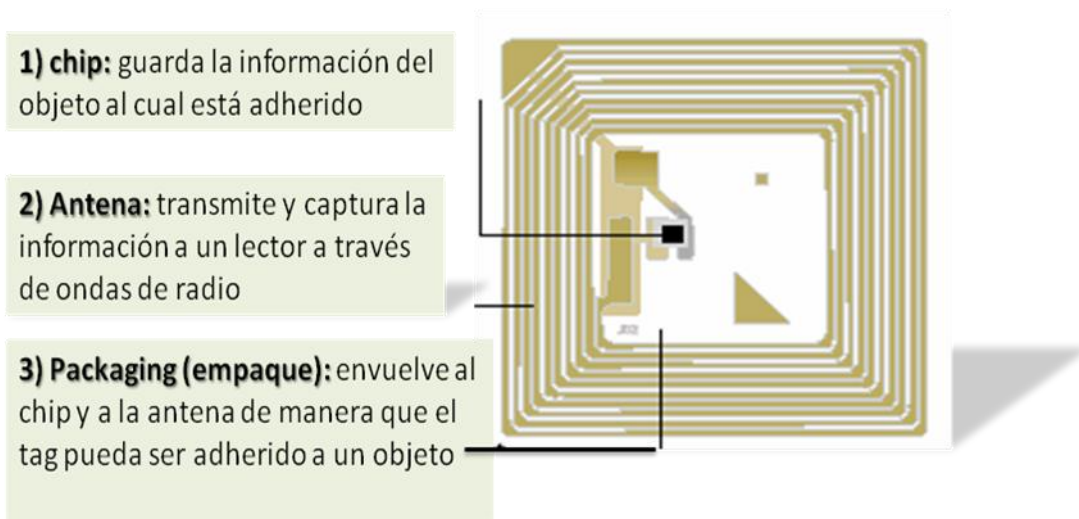 1) chip: guarda la información del
objeto al cual está adherido
2) Antena: transmite y captura la
información a un lector a través
de ondas de radio
3) Packaging (empaque): envuelve al
chip y a la antena de manera que el
tag pueda ser adherido a un objeto